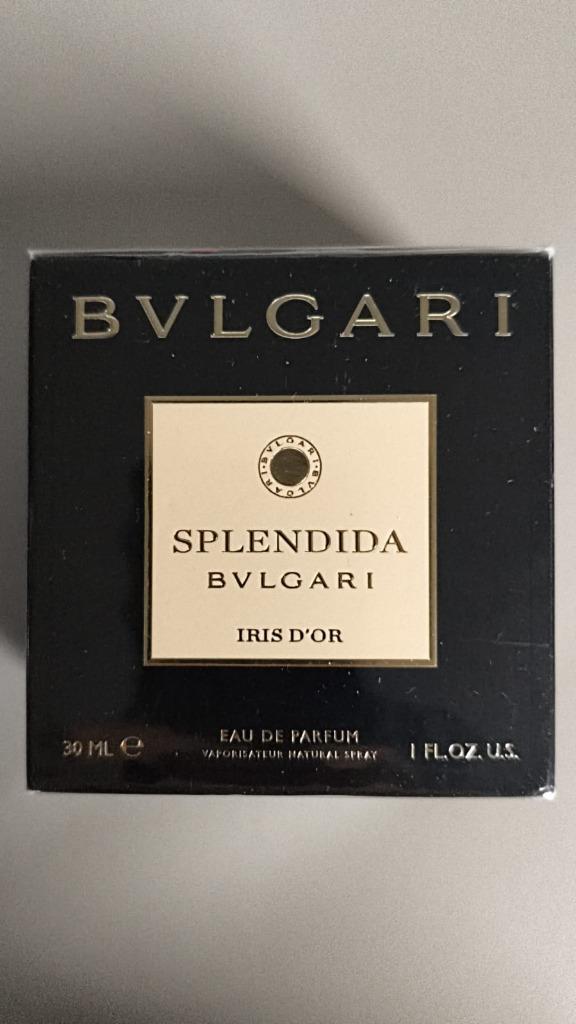 BVLGARI
BVLGARI · BVLGARI
SPLENDIDA
BVLGARI
IRIS D'OR
EAU DE PARFUM
30 ML ℮ VAPORISATEUR NATURAL SPRAY 1 FL.OZ. U.S.